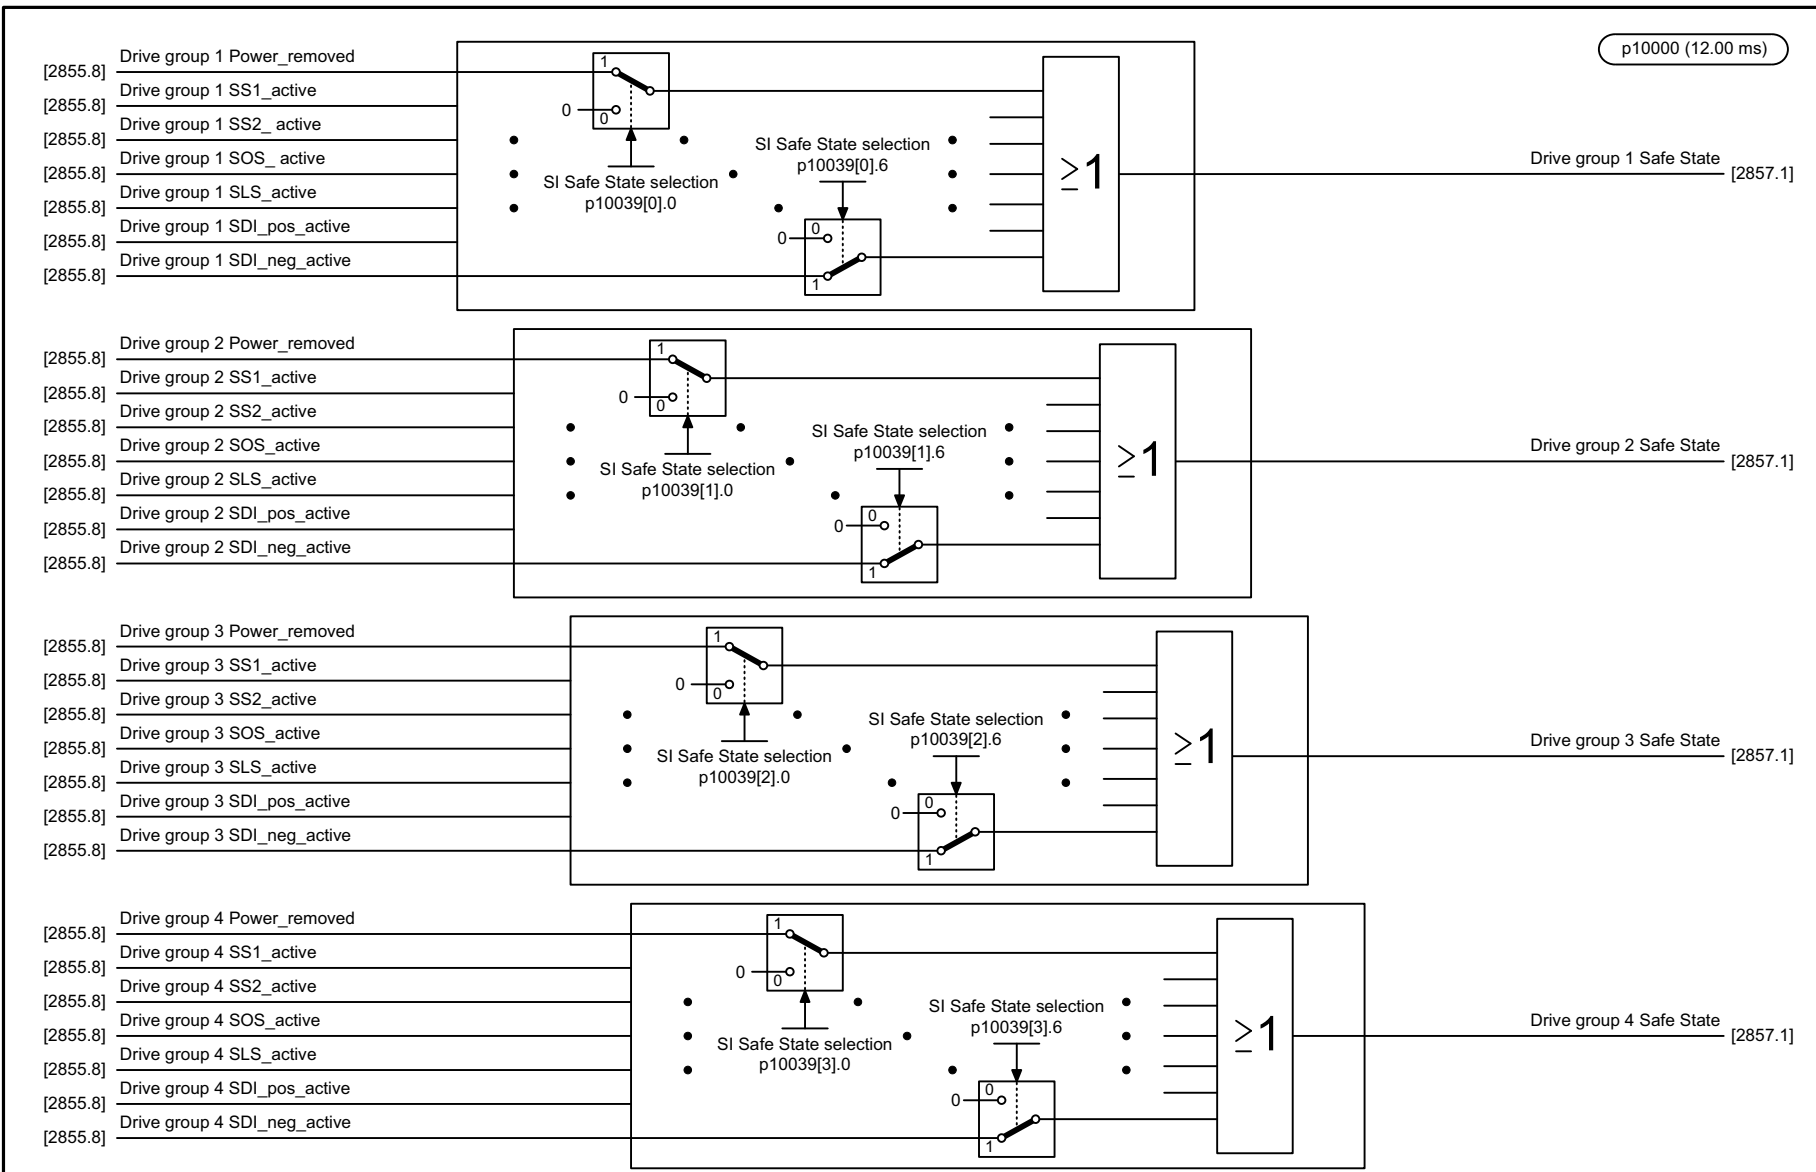 p10000 (12.00 ms)
Drive group 1 Power_removed
[2855.8]
Drive group 1 SS1_active
[2855.8]
Drive group 1 SS2_ active
[2855.8]
Drive group 1 SOS_ active
[2855.8]
Drive group 1 SLS_active
[2855.8]
Drive group 1 SDI_pos_active
[2855.8]
Drive group 1 SDI_neg_active
[2855.8]
1
0
0
SI Safe State selection
p10039[0].0
SI Safe State selection
p10039[0].6
0
0
1
≥1
Drive group 1 Safe State
[2857.1]
Drive group 2 Power_removed
[2855.8]
Drive group 2 SS1_active
[2855.8]
Drive group 2 SS2_active
[2855.8]
Drive group 2 SOS_active
[2855.8]
Drive group 2 SLS_active
[2855.8]
Drive group 2 SDI_pos_active
[2855.8]
Drive group 2 SDI_neg_active
[2855.8]
1
0
0
SI Safe State selection
p10039[1].0
SI Safe State selection
p10039[1].6
0
0
1
≥1
Drive group 2 Safe State
[2857.1]
Drive group 3 Power_removed
[2855.8]
Drive group 3 SS1_active
[2855.8]
Drive group 3 SS2_active
[2855.8]
Drive group 3 SOS_active
[2855.8]
Drive group 3 SLS_active
[2855.8]
Drive group 3 SDI_pos_active
[2855.8]
Drive group 3 SDI_neg_active
[2855.8]
1
0
0
SI Safe State selection
p10039[2].0
SI Safe State selection
p10039[2].6
0
0
1
≥1
Drive group 3 Safe State
[2857.1]
Drive group 4 Power_removed
[2855.8]
Drive group 4 SS1_active
[2855.8]
Drive group 4 SS2_active
[2855.8]
Drive group 4 SOS_active
[2855.8]
Drive group 4 SLS_active
[2855.8]
Drive group 4 SDI_pos_active
[2855.8]
Drive group 4 SDI_neg_active
[2855.8]
1
0
0
SI Safe State selection
p10039[3].0
SI Safe State selection
p10039[3].6
0
0
1
≥1
Drive group 4 Safe State
[2857.1]